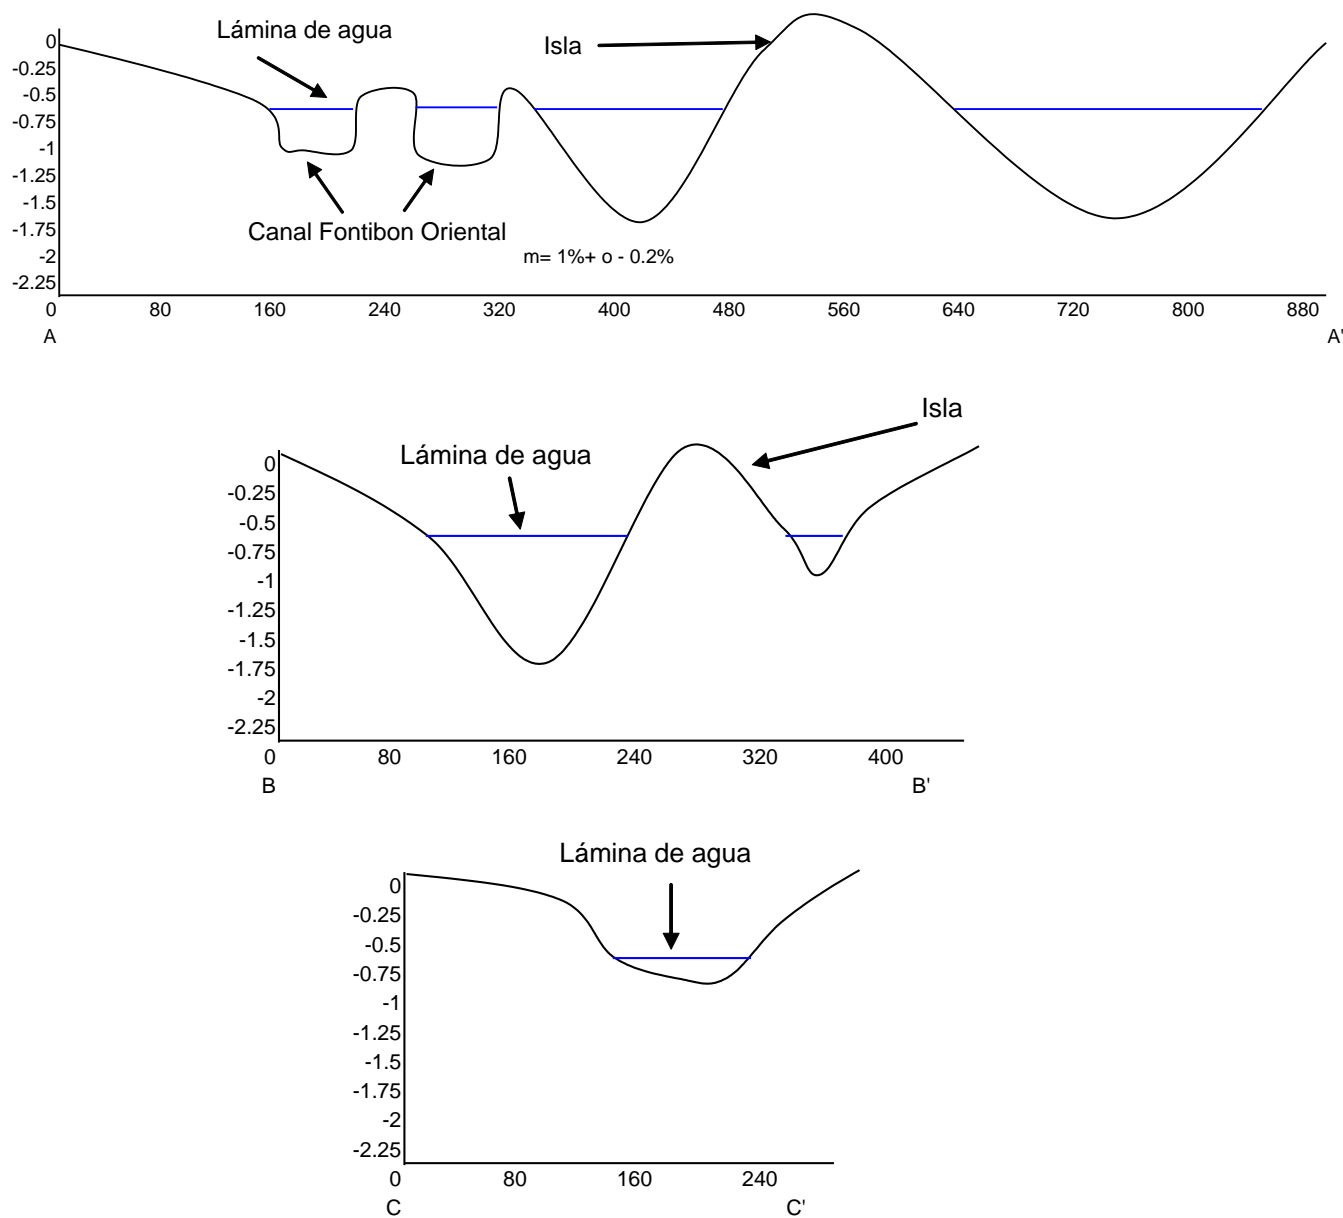 Lámina de agua
Isla
0
-0.25
-0.5
-0.75
-1
-1.25
-1.5
-1.75
-2
-2.25
Canal Fontibon Oriental
m= 1%+ o - 0.2%
0 80 160 240 320 400 480 560 640 720 800 880
A A'
Isla
Lámina de agua
0
-0.25
-0.5
-0.75
-1
-1.25
-1.5
-1.75
-2
-2.25
0 80 160 240 320 400
B B'
Lámina de agua
0
-0.25
-0.5
-0.75
-1
-1.25
-1.5
-1.75
-2
-2.25
0 80 160 240
C C'